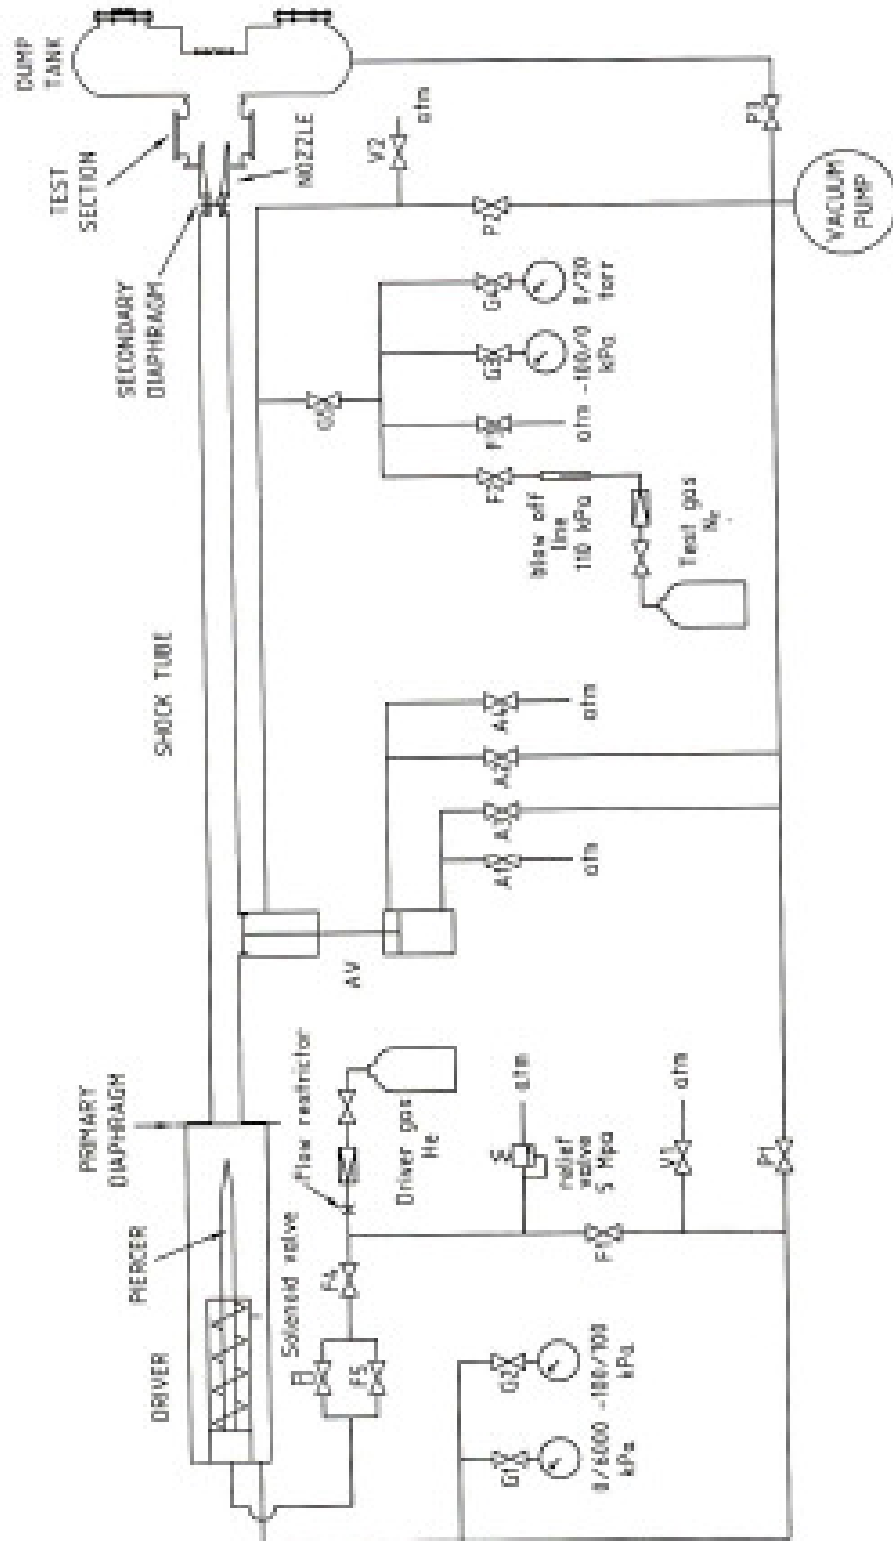 DUMP
TANK
TEST
SECTION
NOZZLE
SECONDARY
DIAPHRAGM
SHOCK TUBE
PRIMARY
DIAPHRAGM
PIERCER
DRIVER
V2
atm
P3
P2
VACUUM
PUMP
G5
G4
0/20
torr
G3
-100/0
kPa
F3
atm
F2
blow off
line
110 kPa
Test gas
AV
A4
atm
A2
A3
A1
atm
Flow restrictor
Driver gas
He
Solenoid valve
F4
F5
atm
relief
valve
5 Mpa
V1
atm
F1
P1
G2
-100/100
kPa
G1
0/6000
kPa